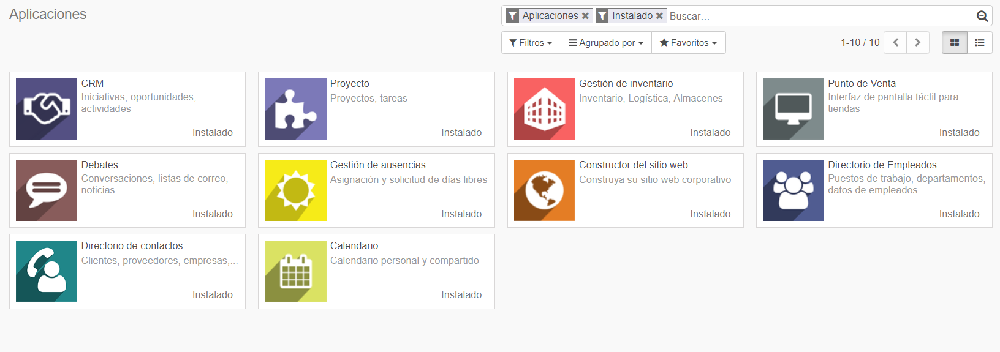 Aplicaciones
Aplicaciones
Instalado
Buscar...
Filtros
Agrupado por
Favoritos
1-10 / 10
CRM
Iniciativas, oportunidades,
actividades
Instalado
Proyecto
Proyectos, tareas
Instalado
Gestión de inventario
Inventario, Logística, Almacenes
Instalado
Punto de Venta
Interfaz de pantalla táctil para
tiendas
Instalado
Debates
Conversaciones, listas de correo,
noticias
Instalado
Gestión de ausencias
Asignación y solicitud de días libres
Instalado
Constructor del sitio web
Construya su sitio web corporativo
Instalado
Directorio de Empleados
Puestos de trabajo, departamentos,
datos de empleados
Instalado
Directorio de contactos
Clientes, proveedores, empresas,...
Instalado
Calendario
Calendario personal y compartido
Instalado